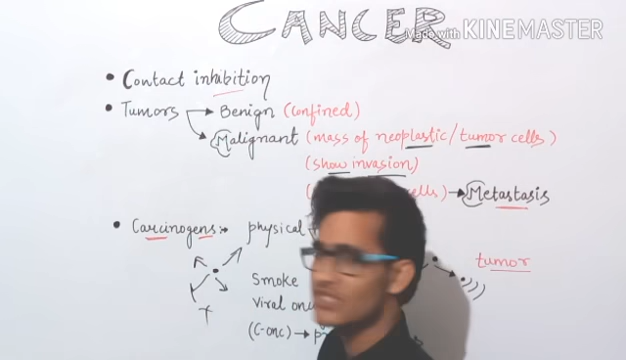 CANCER
Made with KINEMASTER
• Contact inhibition
• Tumors → Benign (confined)
→ Malignant (mass of neoplastic/tumor cells)
(show invasion)
cells) → Metastasis
• Carcinogens:- physical
tumor
Smoke
Viral
(C-onc) →